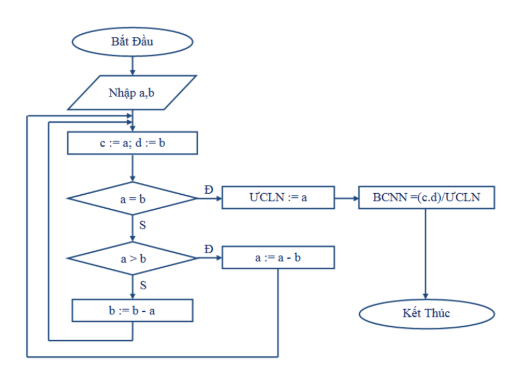 Bắt Đầu
Nhập a,b
c := a; d := b
a = b
Đ
ƯCLN := a
BCNN =(c.d)/ƯCLN
S
a > b
Đ
a := a - b
S
b := b - a
Kết Thúc